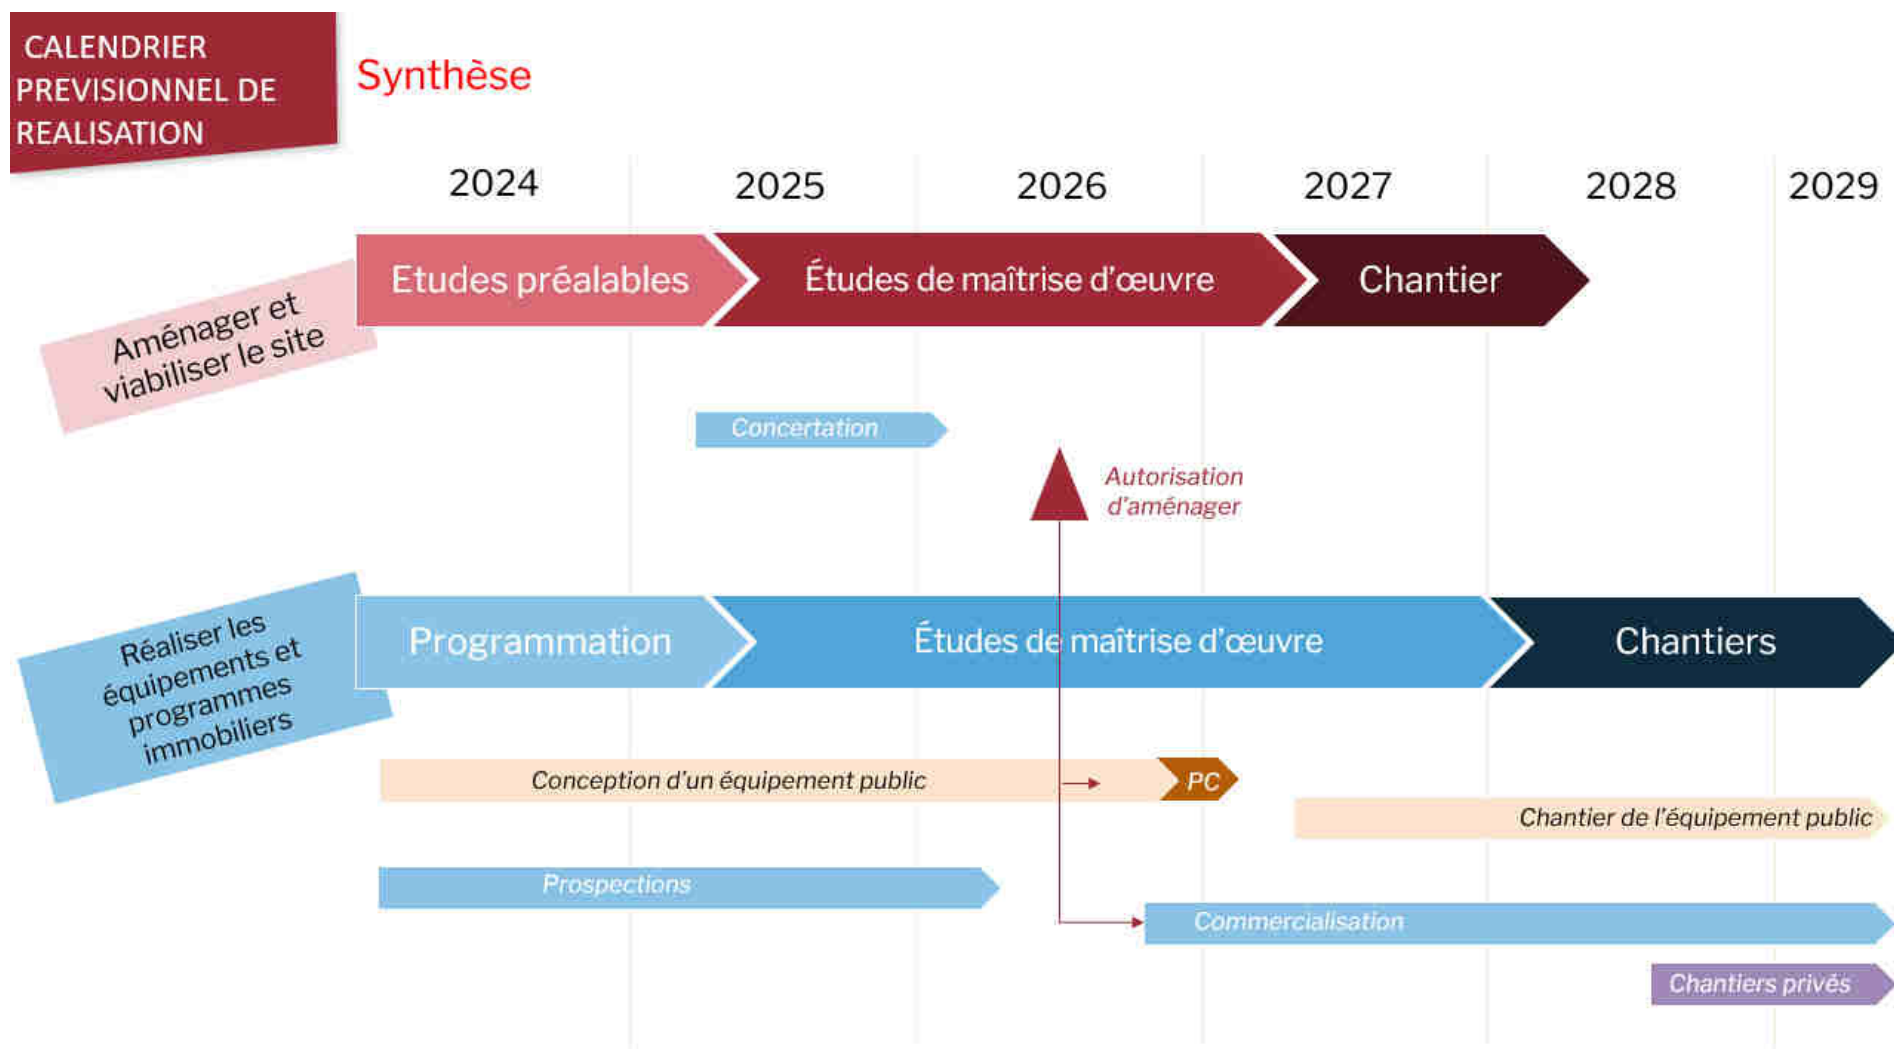 CALENDRIER
PREVISIONNEL DE
REALISATION
Synthèse
2024 2025 2026 2027 2028 2029
Etudes préalables
Études de maîtrise d'œuvre
Chantier
Aménager et
viabiliser le site
Concertation
Autorisation
d'aménager
Réaliser les
équipements et
programmes
immobiliers
Programmation
Études de maîtrise d'œuvre
Chantiers
Conception d'un équipement public
PC
Chantier de l'équipement public
Prospections
Commercialisation
Chantiers privés